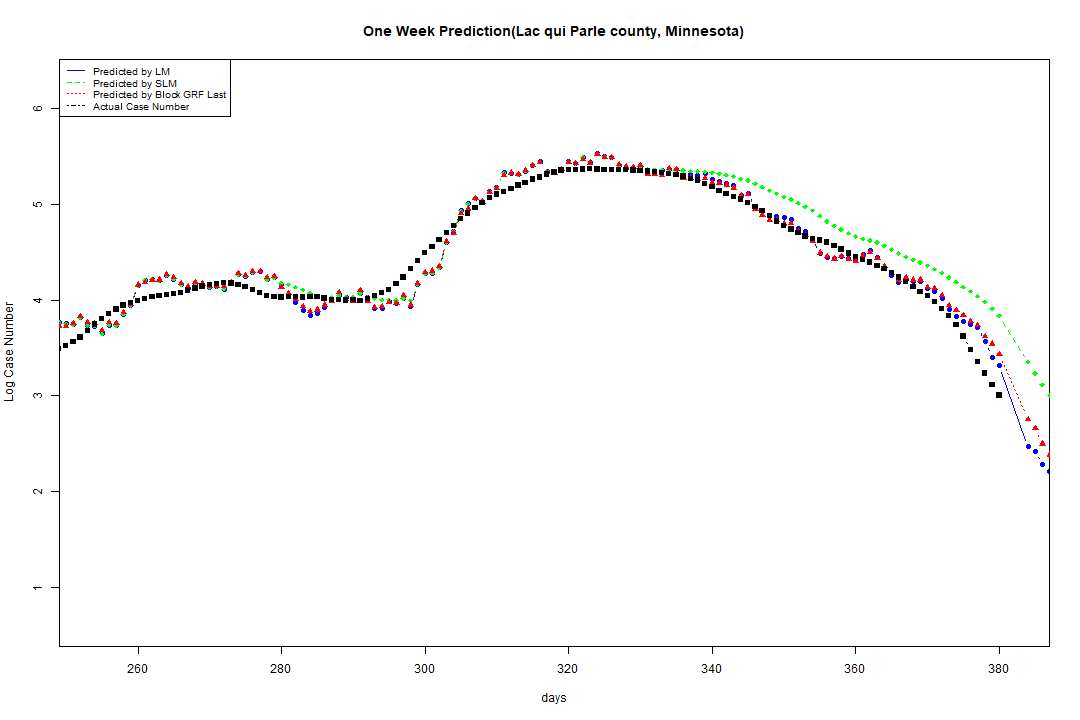 One Week Prediction(Lac qui Parle county, Minnesota)
Predicted by LM
Predicted by SLM
Predicted by Block GRF Last
Actual Case Number
6
5
4
3
2
1
Log Case Number
260 280 300 320 340 360 380
days